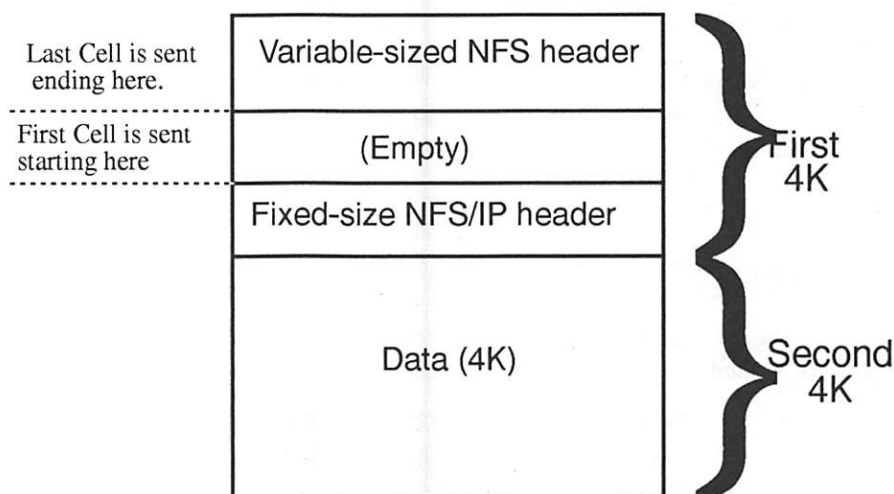 Last Cell is sent
ending here.
Variable-sized NFS header
First Cell is sent
starting here
(Empty)
First
4K
Fixed-size NFS/IP header
Data (4K)
Second
4K